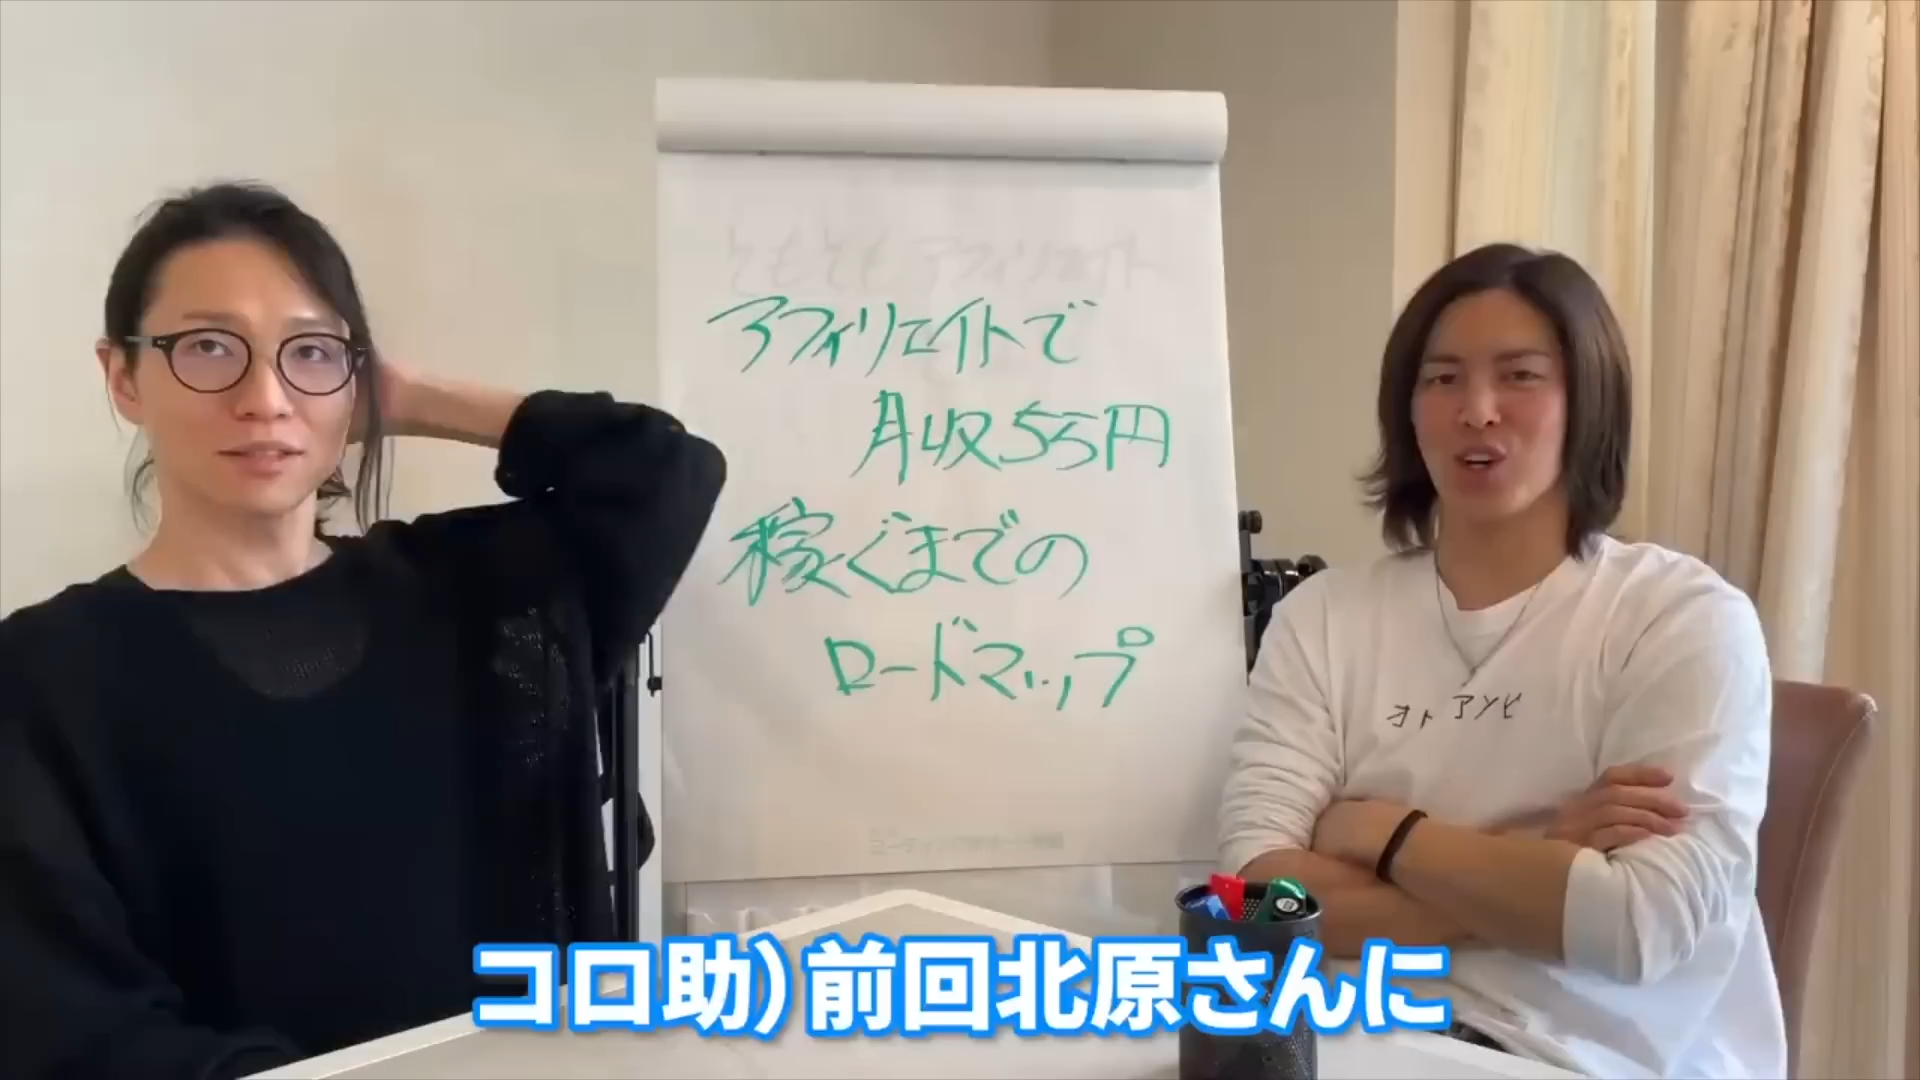 アフィリエイトで
月収5万円
稼ぐまでの
ロードマップ
オトアソビ
コロ助）前回北原さんに